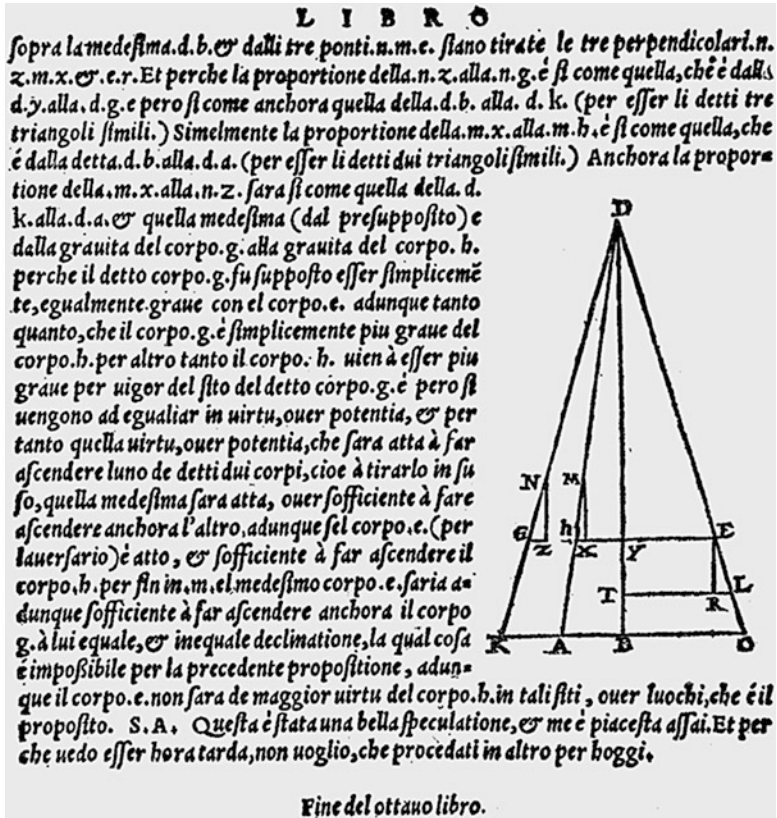 LIBRO
ſopra la medeſima.d.b.& dalli tre ponti.n.m.e. ſiano tirate le tre perpendicolari.n.
z.m.x.&.e.r.Et perche la proportione della.n.z.alla.n.g.é ſi come quella,che é dalla
d.y.alla.d.g.e pero ſi come anchora quella della.d.b. alla. d.k. (per eſſer li detti tre
triangoli ſimili.) Simelmente la proportione della.m.x.alla.m.h.é ſi come quella, che
é dalla detta.d.b.alla.d.a.(per eſſer li detti dui triangoli ſimili.) Anchora la propor=
tione della.m.x.alla.n.z.ſara ſi come quella della.d.
k.alla.d.a.& quella medeſima (dal preſuppoſito) e
dalla grauita del corpo.g.alla grauita del corpo. h.
perche il detto corpo.g.fu ſuppoſto eſſer ſimplicemē
te,egualmente graue con el corpo.e. adunque tanto
quanto,che il corpo.g.é ſimplicemente piu graue del
corpo.h.per altro tanto il corpo. h. uien à eſſer piu
graue per uigor del ſito del detto corpo.g.é pero ſi
uengono ad egualiar in uirtu,ouer potentia, & per
tanto quella uirtu,ouer potentia,che ſara atta à far
aſcendere luno de detti dui corpi,cioe à tirarlo in ſu
ſo,quella medeſima ſara atta, ouer ſofficiente à fare
aſcendere anchora l'altro,adunque ſel corpo.e.(per
lauerſario)é atto, & ſofficiente à far aſcendere il
corpo.h.per fin in.m.el medeſimo corpo.e.ſaria a=
dunque ſofficiente à far aſcendere anchora il corpo
g.à lui equale,& inequale declinatione,la qual coſa
é impoßibile per la precedente propoſitione, adun=
que il corpo.e.non ſara de maggior uirtu del corpo.h.in tali ſiti, ouer luochi,che é il
propoſito. S.A. Queſta é ſtata una bella ſpeculatione,& me é piaceſta aſſai.Et per
che uedo eſſer hora tarda,non uoglio,che procedati in altro per hoggi.
D
N M
G Z h X Y E
T R L
K A B O
Fine del ottauo libro.